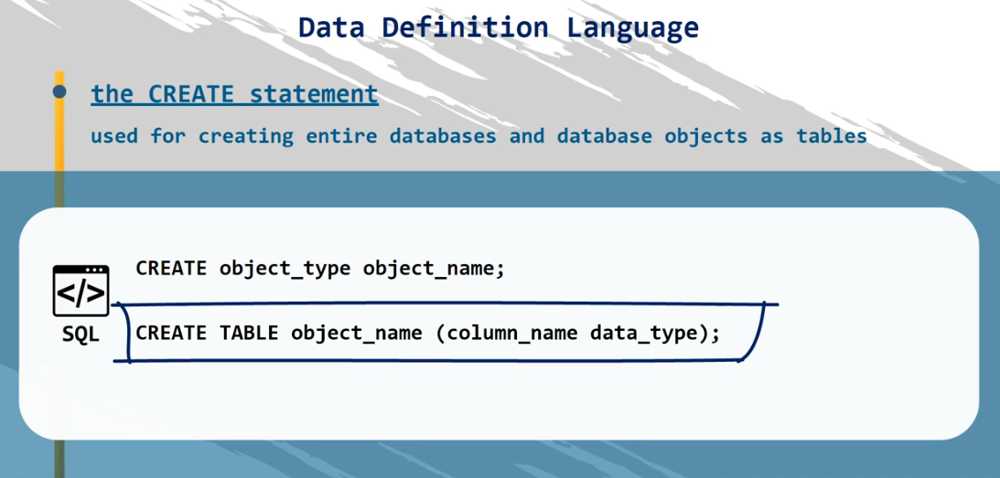 Data Definition Language
the CREATE statement
used for creating entire databases and database objects as tables
CREATE object_type object_name;
</>
SQL
CREATE TABLE object_name (column_name data_type);